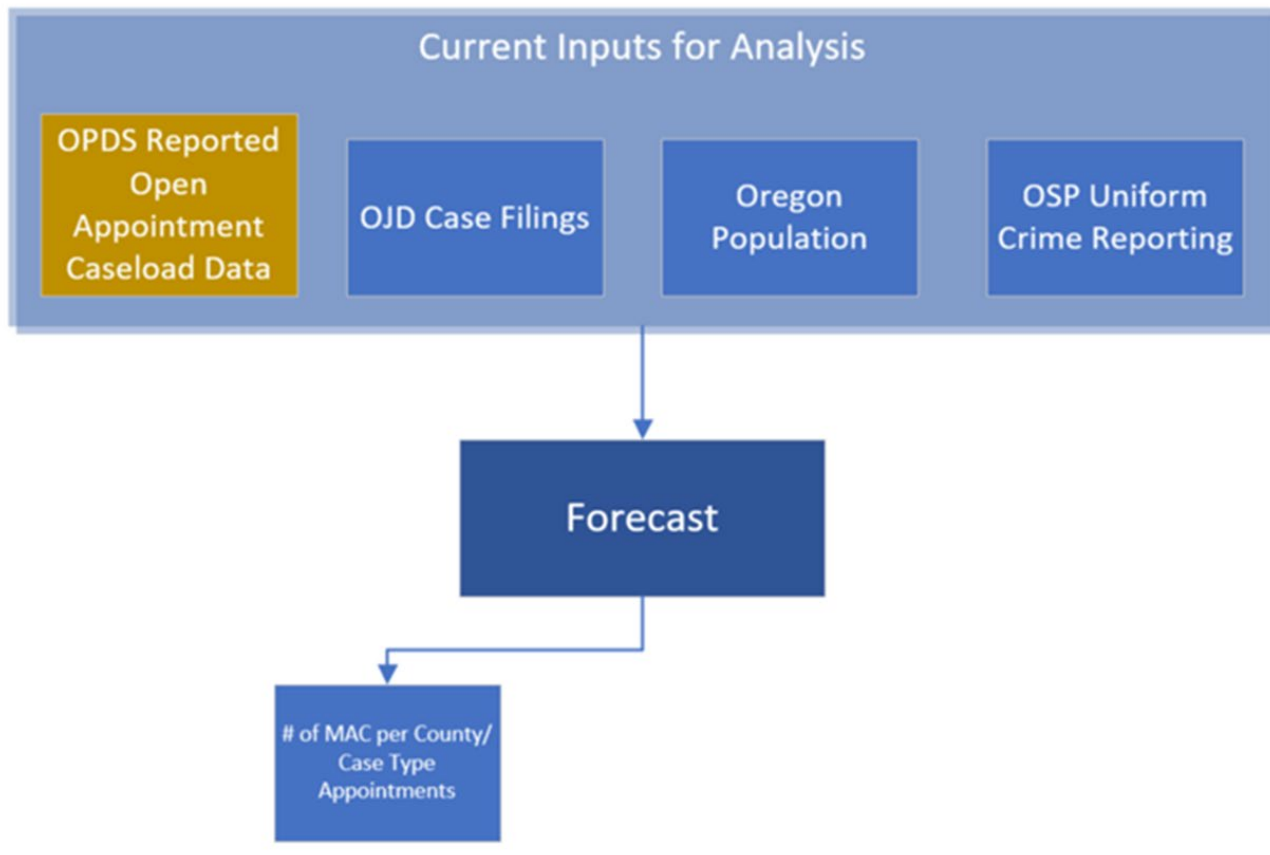 Current Inputs for Analysis
OPDS Reported
Open
Appointment
Caseload Data
OJD Case Filings
Oregon
Population
OSP Uniform
Crime Reporting
Forecast
# of MAC per County/
Case Type
Appointments